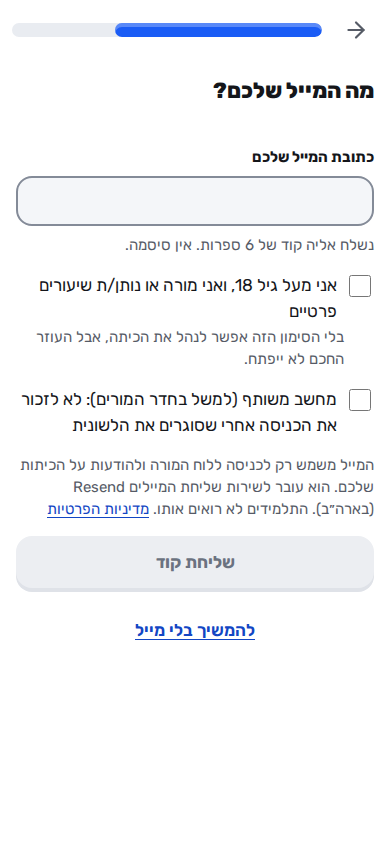 מה המייל שלכם?
כתובת המייל שלכם
נשלח אליה קוד של 6 ספרות. אין סיסמה.
אני מעל גיל 18, ואני מורה או נותן/ת שיעורים
פרטיים
בלי הסימון הזה אפשר לנהל את הכיתה, אבל העוזר
החכם לא ייפתח.
מחשב משותף (למשל בחדר המורים): לא לזכור
את הכניסה אחרי שסוגרים את הלשונית
המייל משמש רק לכניסה ללוח המורה ולהודעות על הכיתות
שלכם. הוא עובר לשירות שליחת המיילים Resend
(בארה״ב). התלמידים לא רואים אותו. מדיניות הפרטיות
שליחת קוד
להמשיך בלי מייל